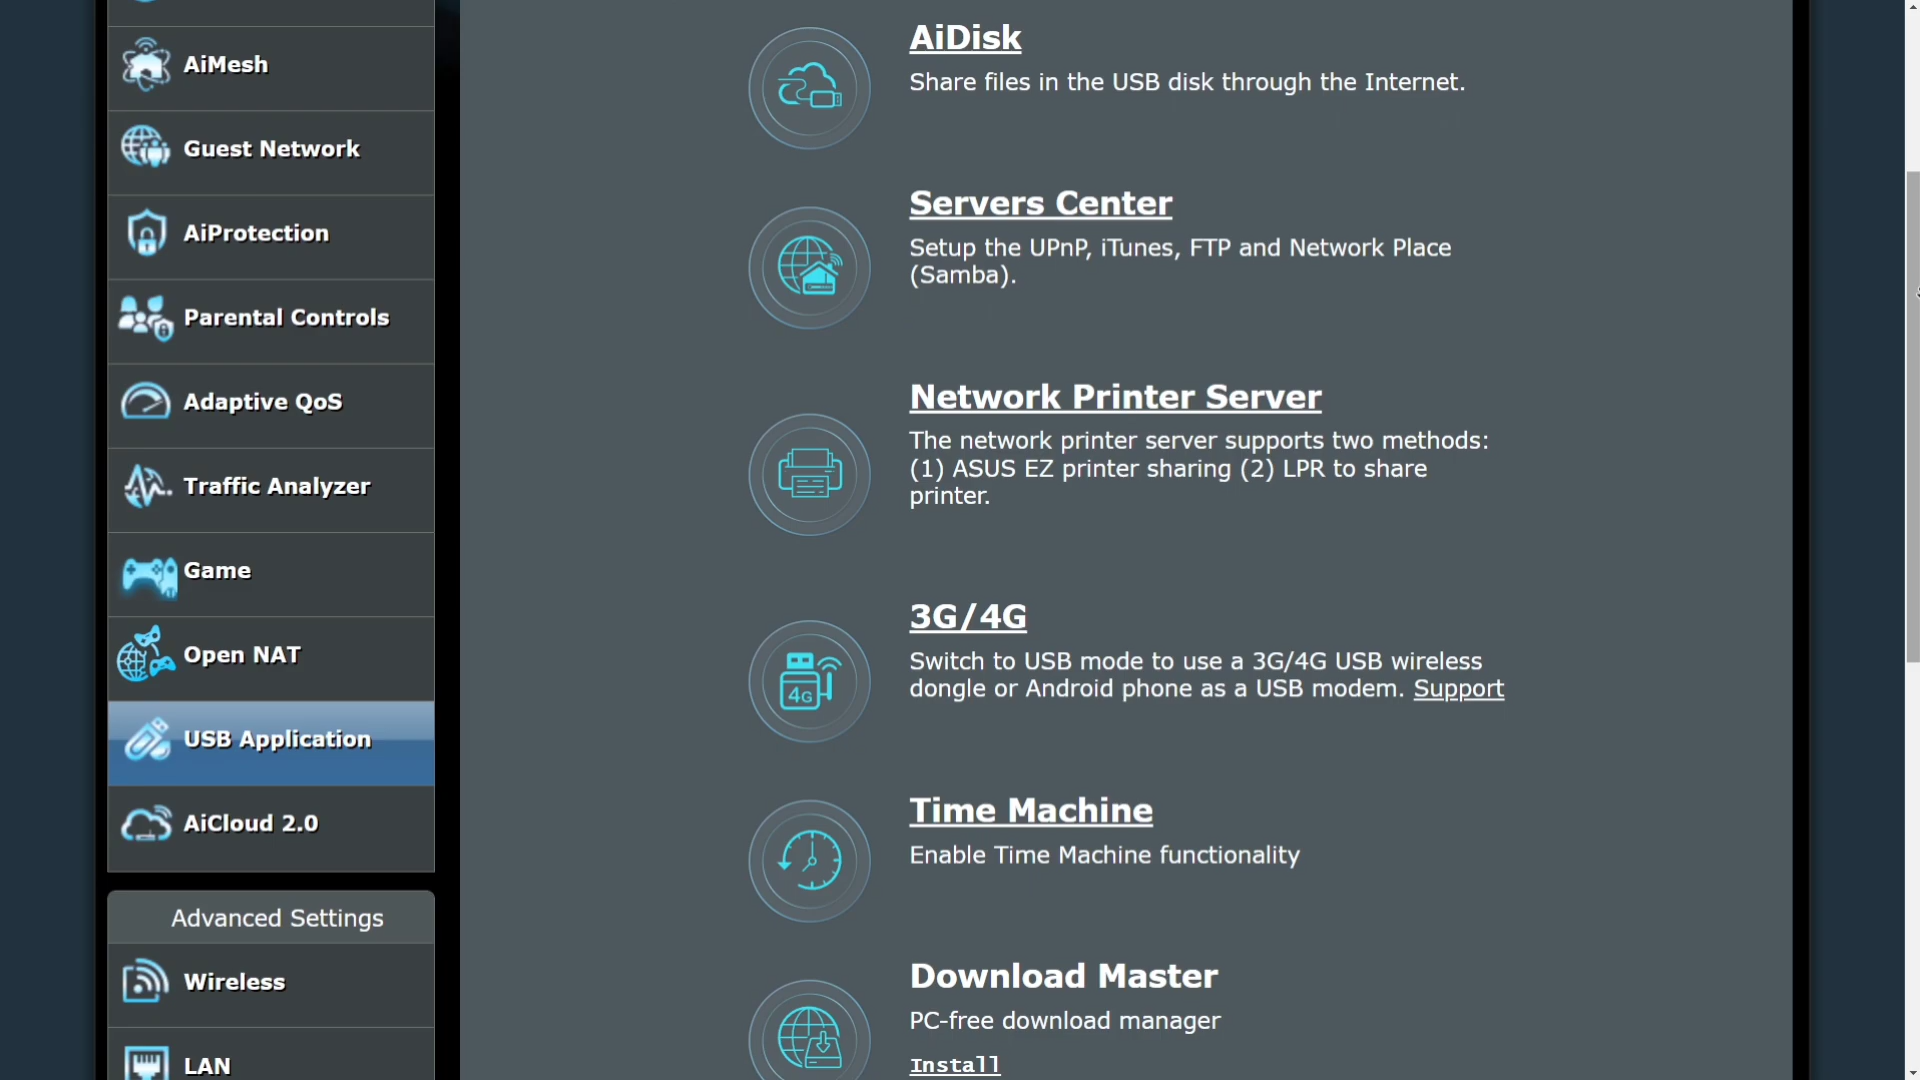 AiMesh
Guest Network
AiProtection
Parental Controls
Adaptive QoS
Traffic Analyzer
Game
Open NAT
USB Application
AiCloud 2.0
Advanced Settings
Wireless
LAN
AiDisk
Share files in the USB disk through the Internet.
Servers Center
Setup the UPnP, iTunes, FTP and Network Place
(Samba).
Network Printer Server
The network printer server supports two methods:
(1) ASUS EZ printer sharing (2) LPR to share
printer.
3G/4G
4G
Switch to USB mode to use a 3G/4G USB wireless
dongle or Android phone as a USB modem. Support
Time Machine
Enable Time Machine functionality
Download Master
PC-free download manager
Install